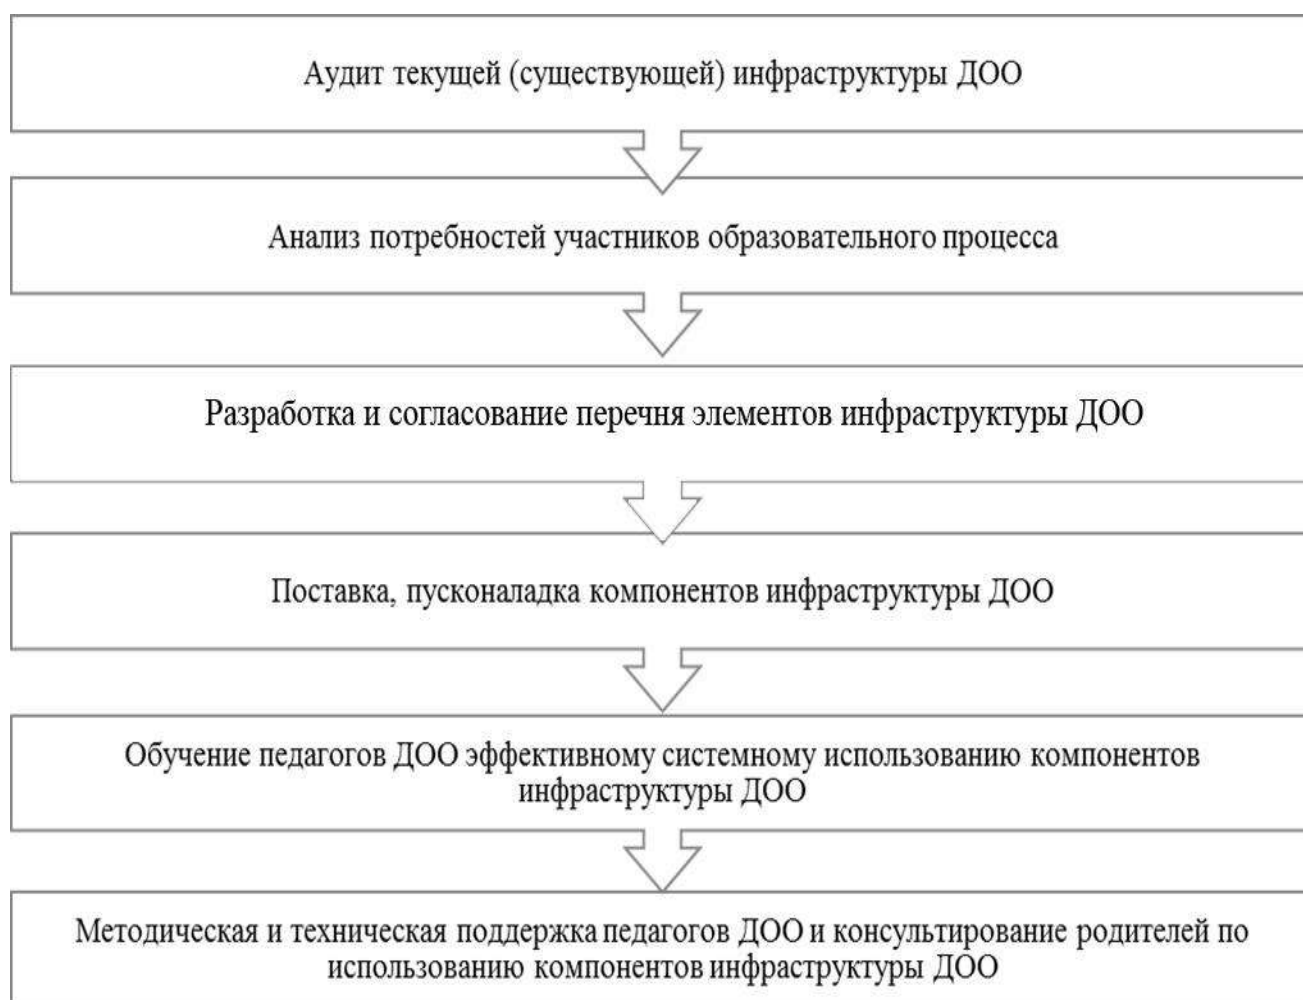 Аудит текущей (существующей) инфраструктуры ДОО
Анализ потребностей участников образовательного процесса
Разработка и согласование перечня элементов инфраструктуры ДОО
Поставка, пусконаладка компонентов инфраструктуры ДОО
Обучение педагогов ДОО эффективному системному использованию компонентов
инфраструктуры ДОО
Методическая и техническая поддержка педагогов ДОО и консультирование родителей по
использованию компонентов инфраструктуры ДОО